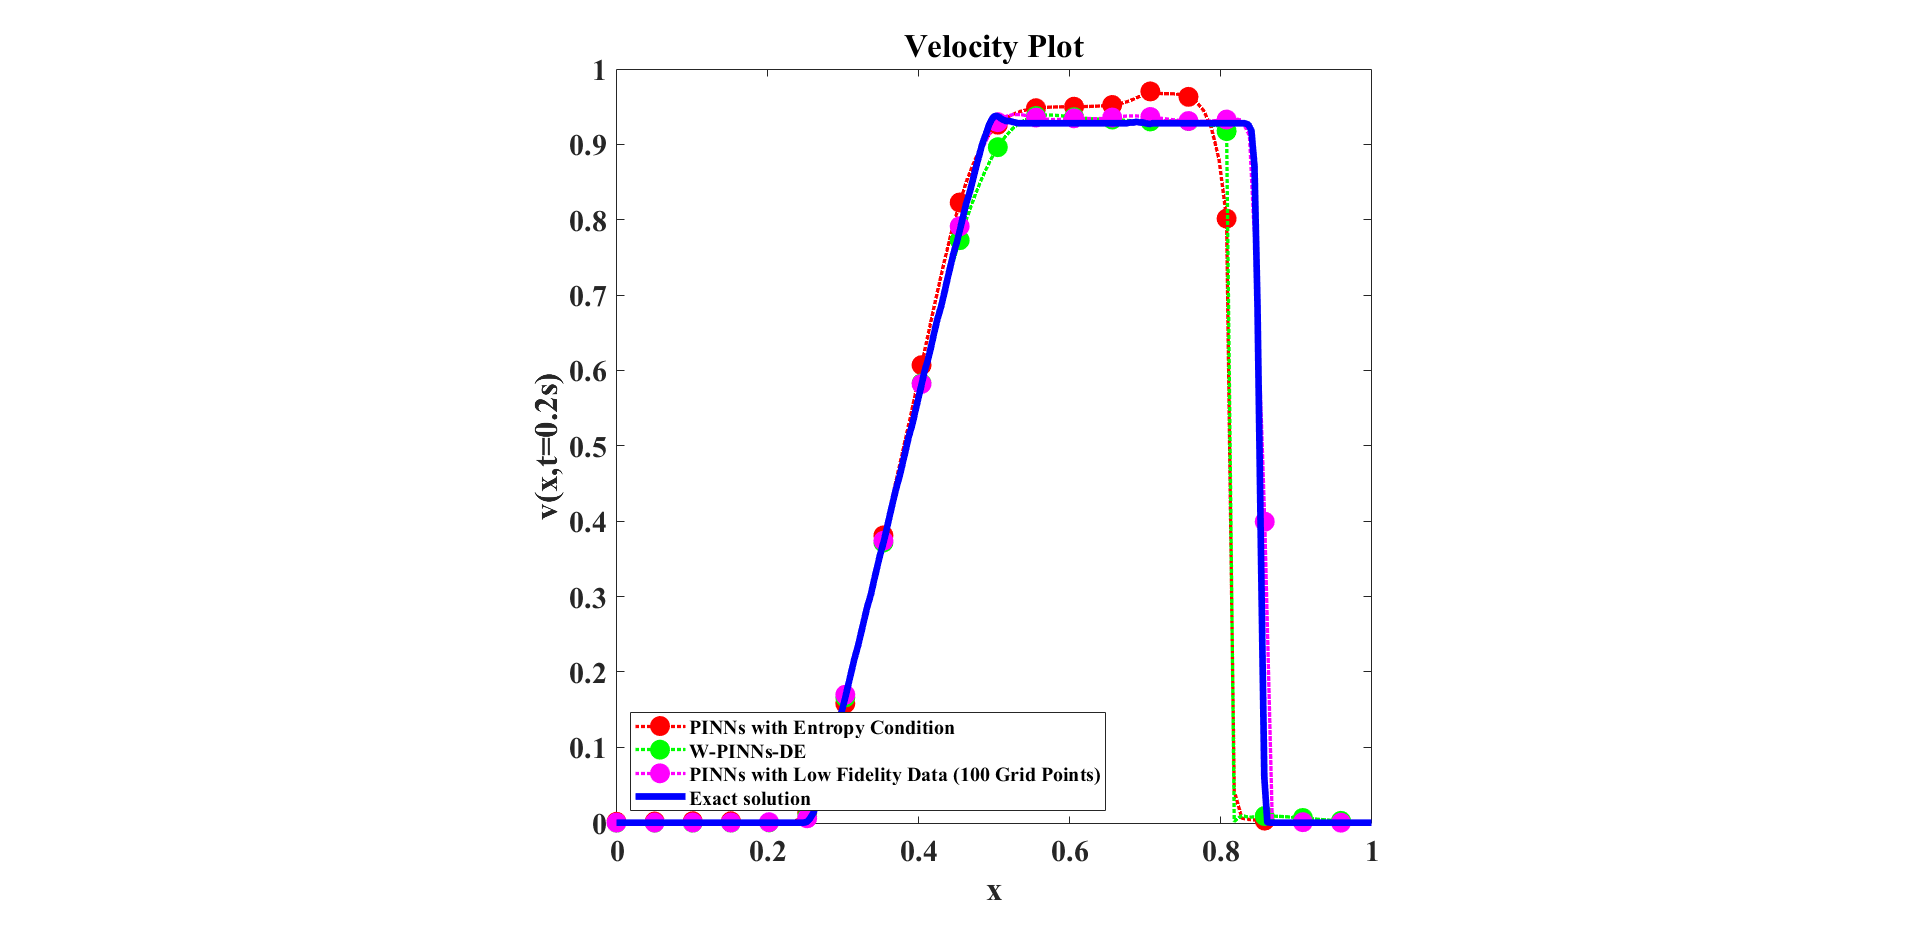 Velocity Plot
1
0.9
0.8
0.7
0.6
0.5
0.4
0.3
0.2
0.1
0
v(x,t=0.2s)
PINNs with Entropy Condition
W-PINNs-DE
PINNs with Low Fidelity Data (100 Grid Points)
Exact solution
0 0.2 0.4 0.6 0.8 1
x